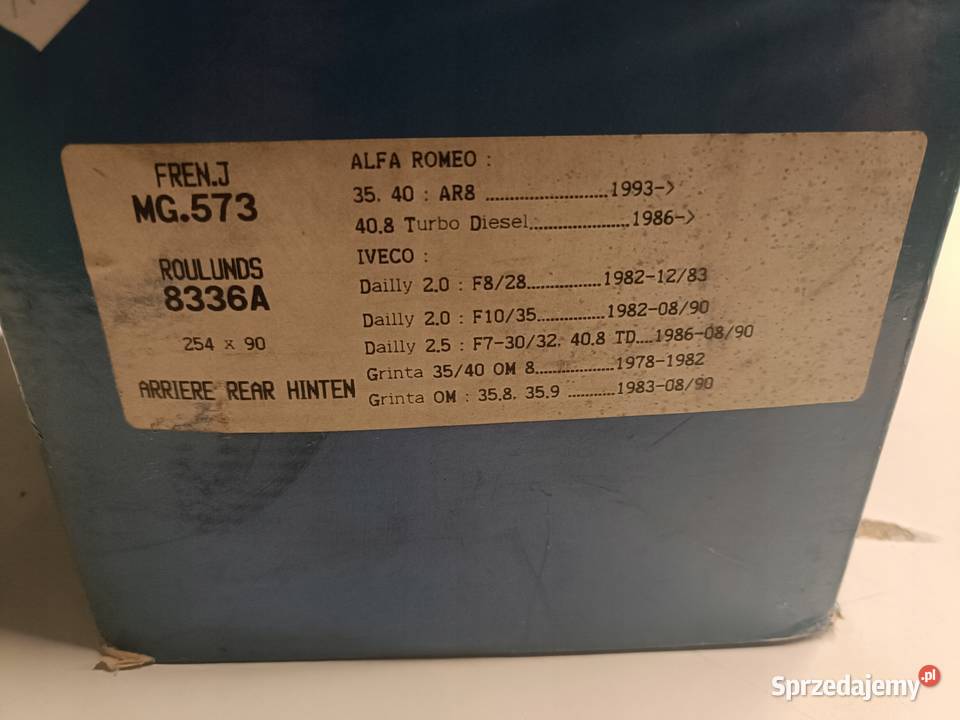 FREN.J
MG.573
ROULUNDS
8336A
254 x 90
ARRIERE REAR HINTEN
ALFA ROMEO :
35. 40 : AR8 ..........................1993->
40.8 Turbo Diesel.....................1986->
IVECO :
Dailly 2.0 : F8/28................1982-12/83
Dailly 2.0 : F10/35..............1982-08/90
Dailly 2.5 : F7-30/32. 40.8 TD....1986-08/90
Grinta 35/40 OM 8.................1978-1982
Grinta OM : 35.8. 35.9 ...........1983-08/90
Sprzedajemy.pl